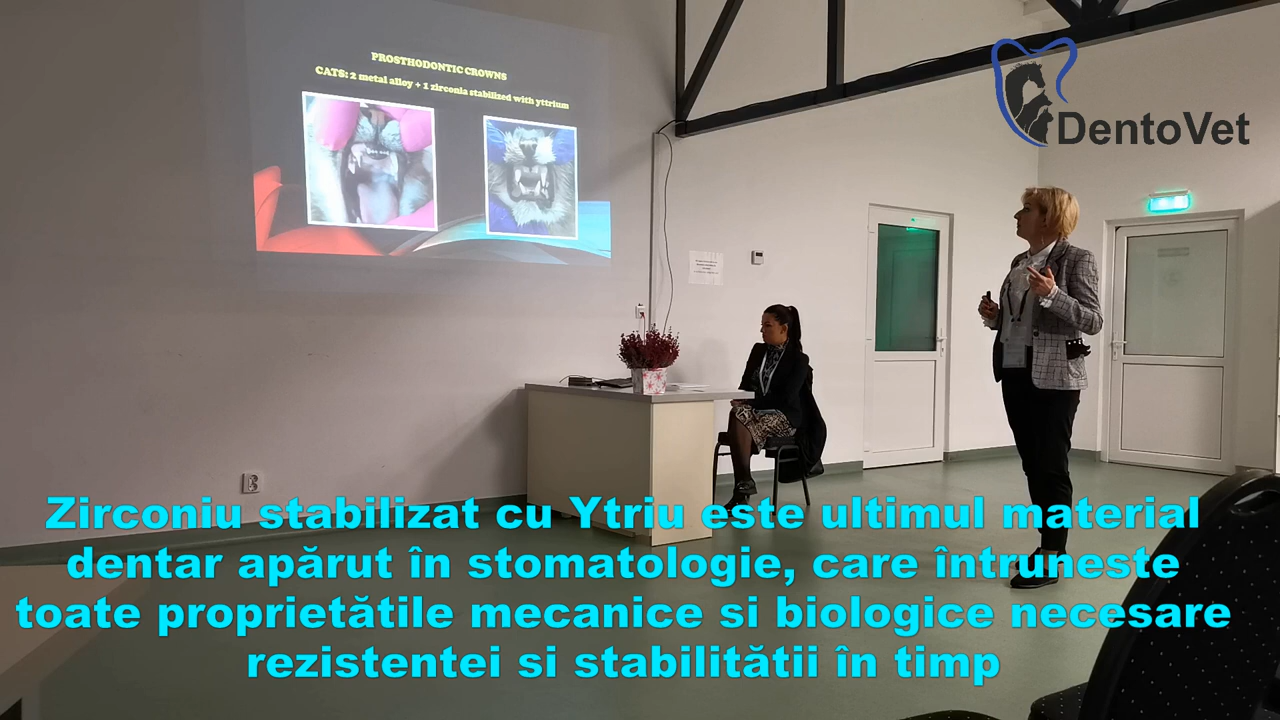 PROSTHODONTIC CROWNS
CATS: 2 metal alloy + 1 zirconia stabilized with yttrium
DentoVet
Zirconiu stabilizat cu Ytriu este ultimul material
dentar apărut în stomatologie, care întruneste
toate proprietătile mecanice si biologice necesare
rezistentei si stabilitătii în timp